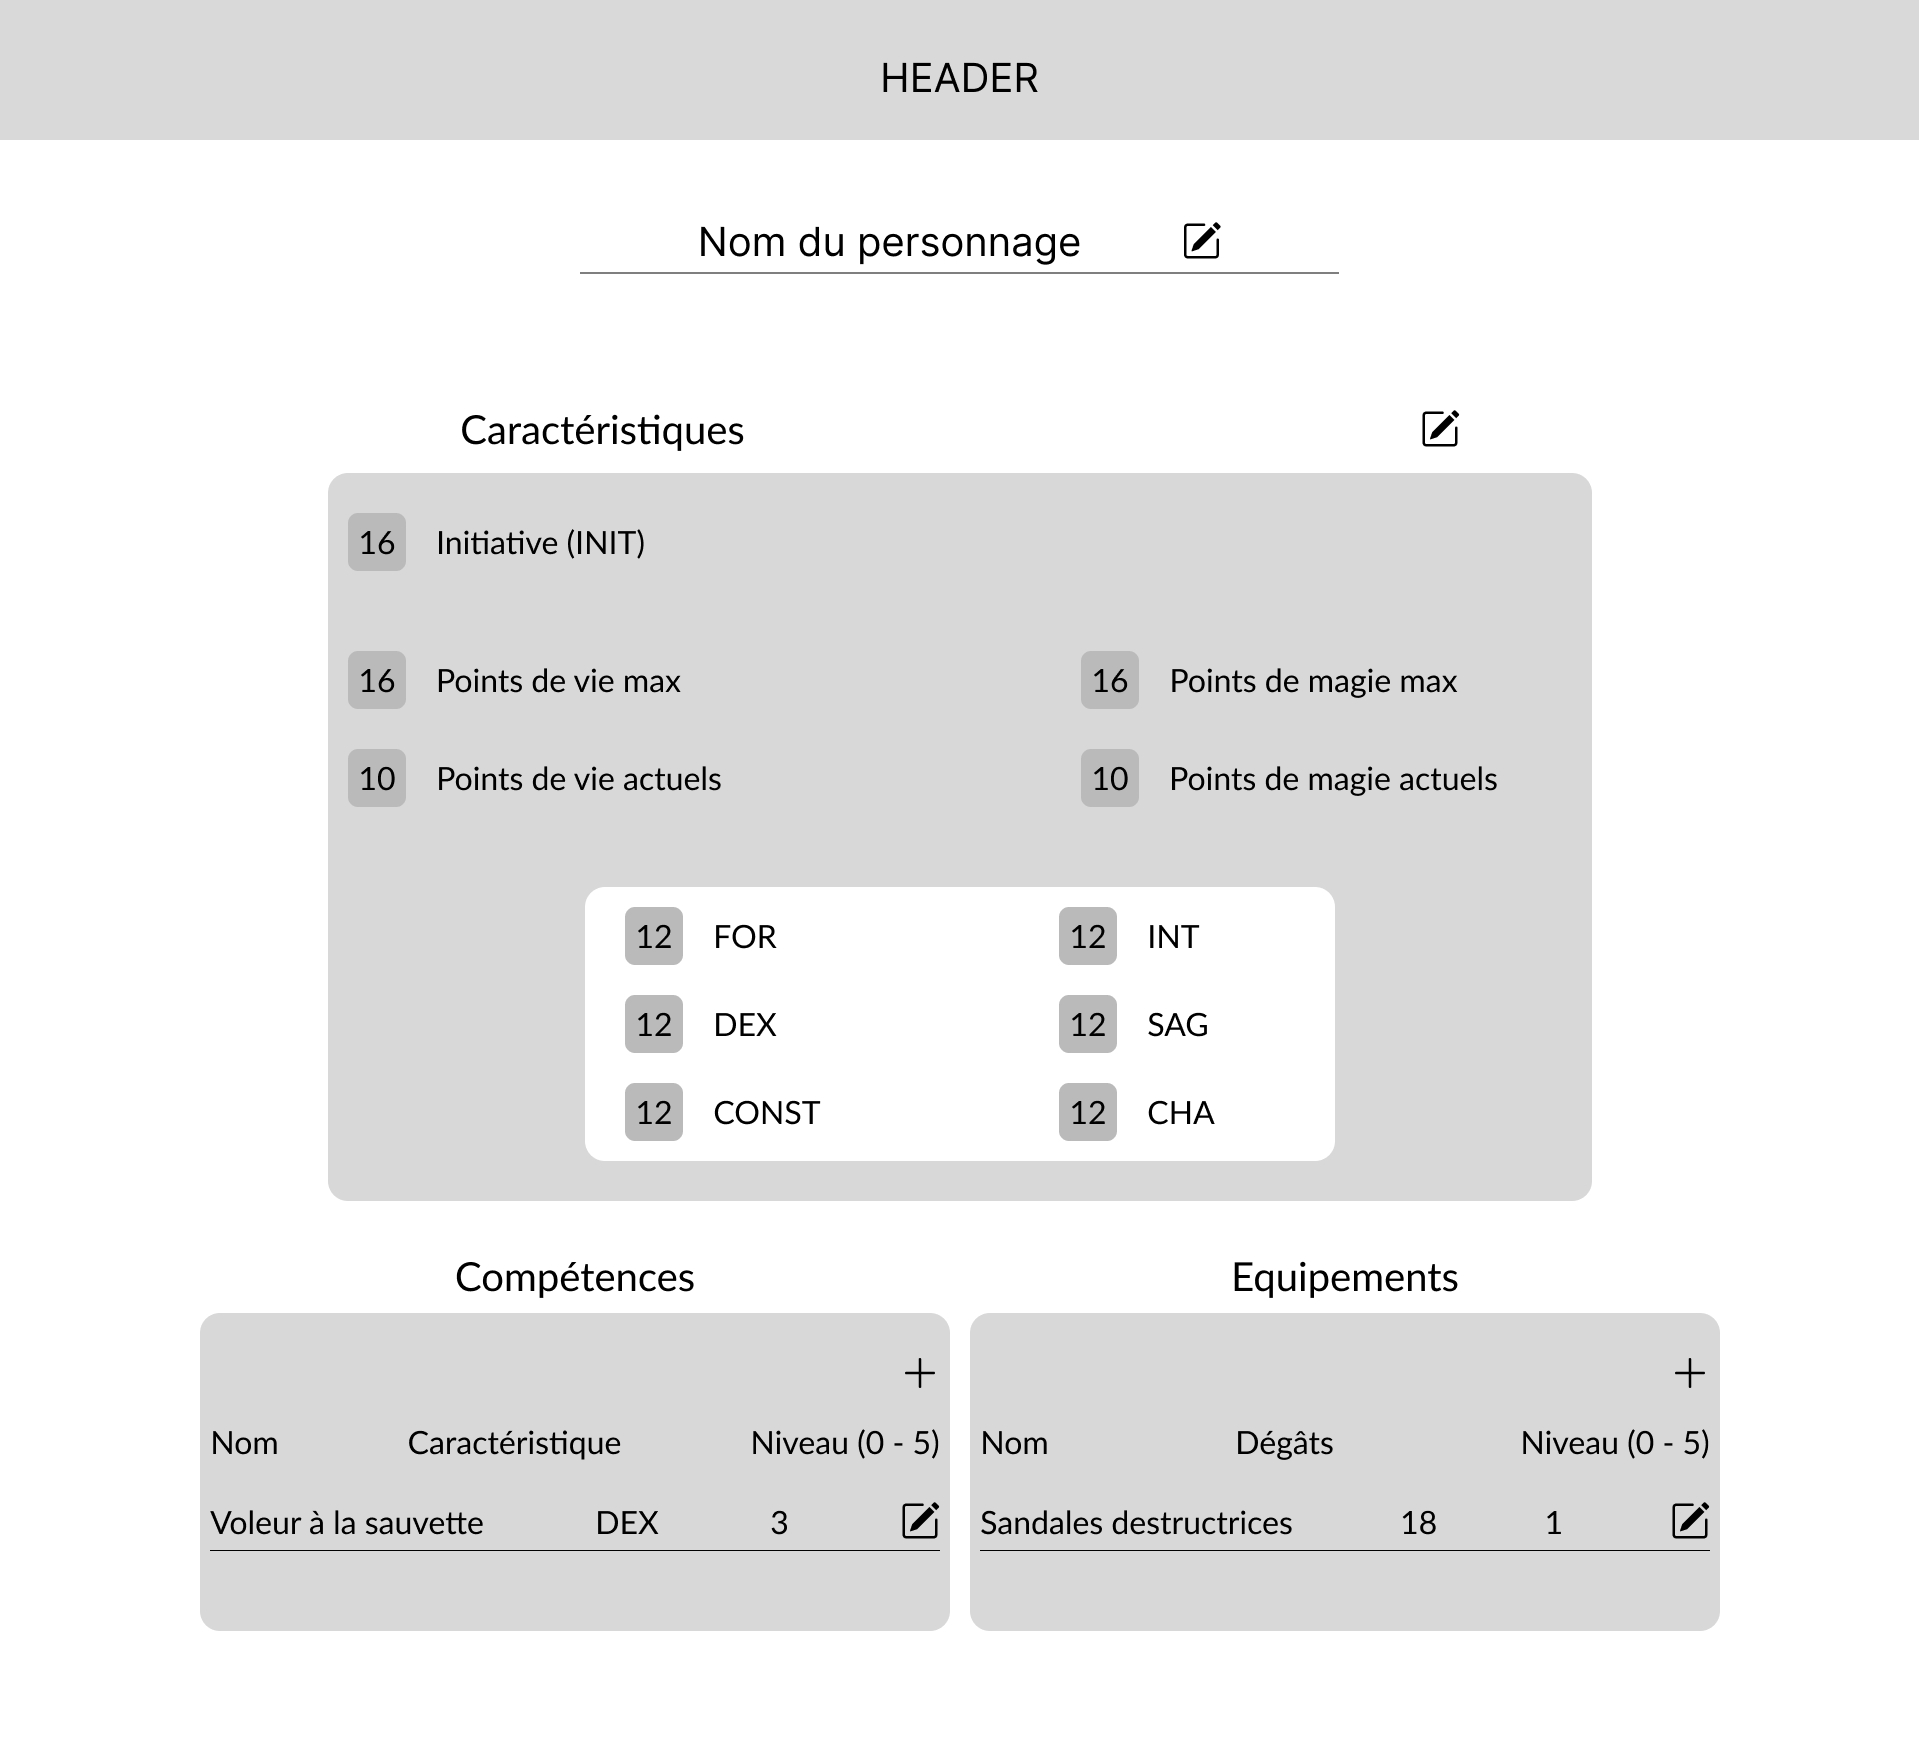 HEADER
Nom du personnage
Caractéristiques
16 Initiative (INIT)
16 Points de vie max 16 Points de magie max
10 Points de vie actuels 10 Points de magie actuels
12 FOR 12 INT
12 DEX 12 SAG
12 CONST 12 CHA
Compétences Equipements
Nom Caractéristique Niveau (0 - 5) Nom Dégâts Niveau (0 - 5)
Voleur à la sauvette DEX 3 Sandales destructrices 18 1